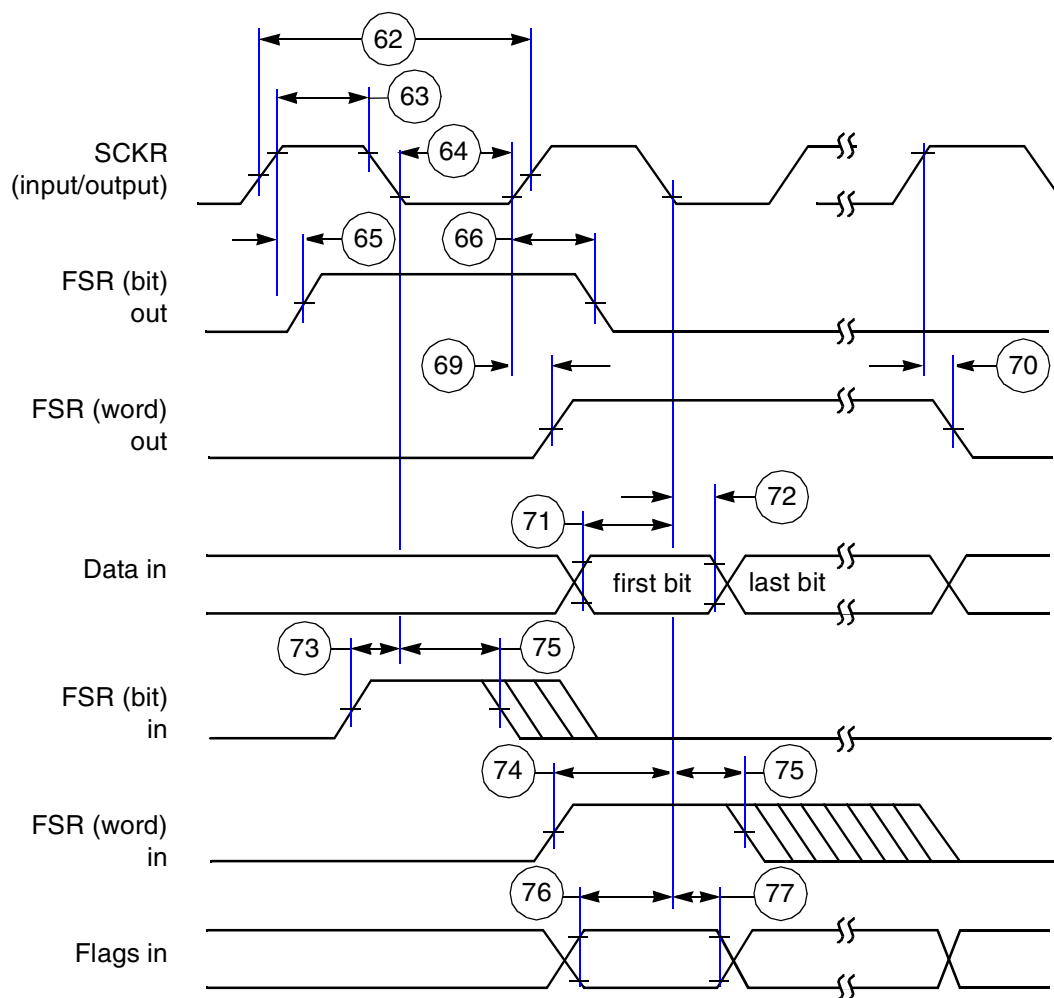 62
63
SCKR
(input/output)
64
65
66
FSR (bit)
out
69
70
FSR (word)
out
71
72
Data in
first bit
last bit
73
75
FSR (bit)
in
74
75
FSR (word)
in
76
77
Flags in